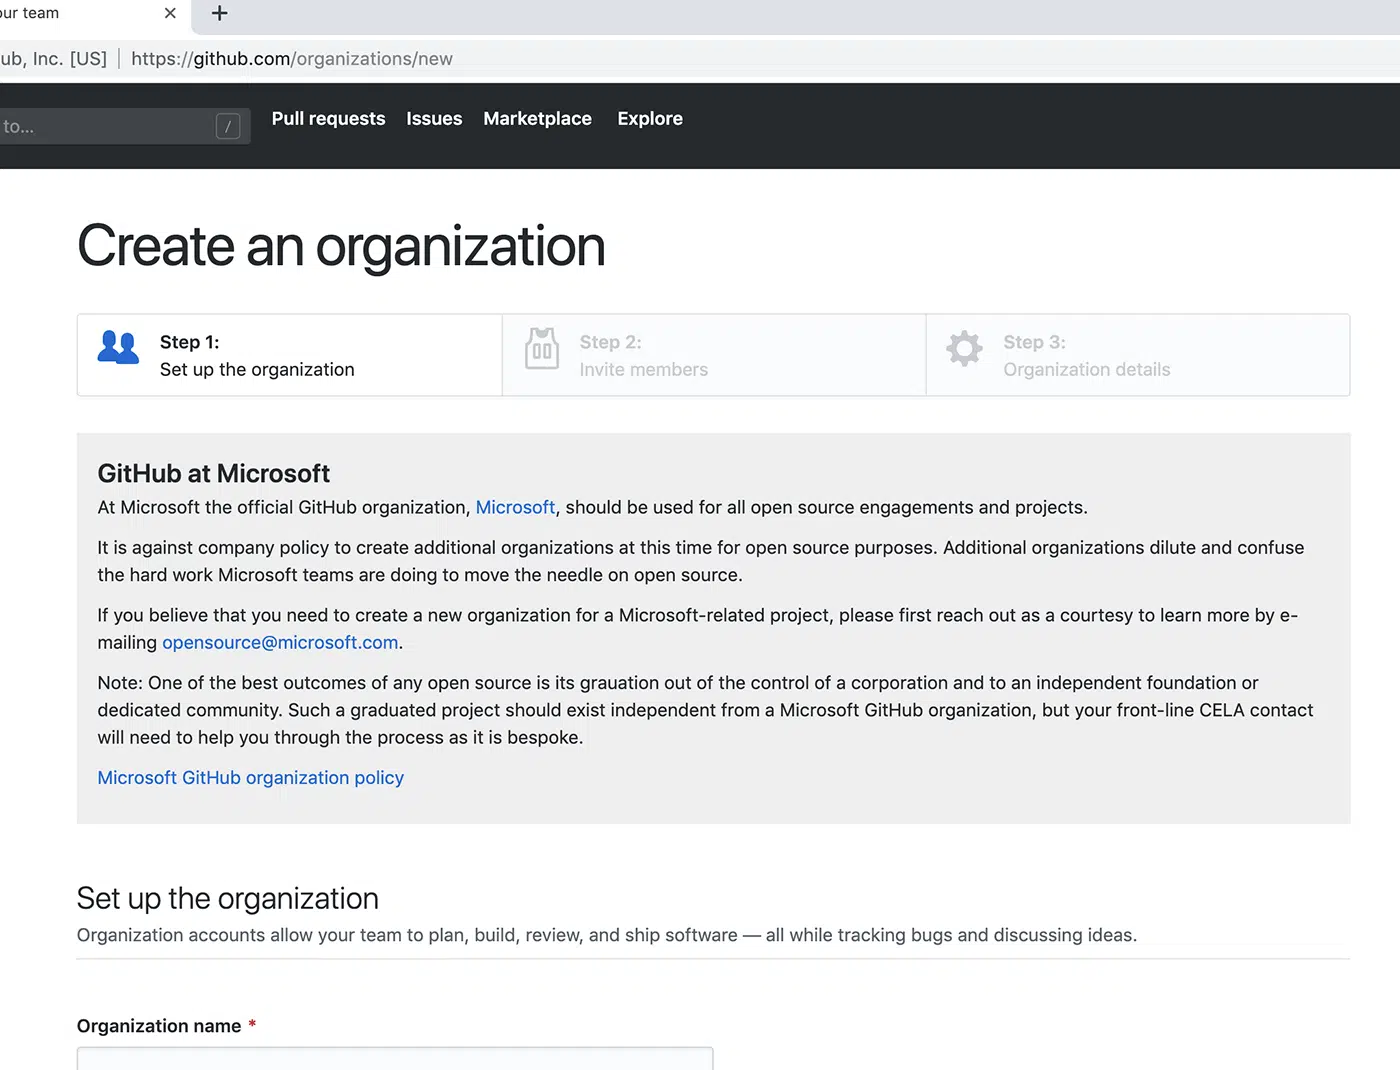 our team
ub, Inc. [US] https://github.com/organizations/new
to... / Pull requests Issues Marketplace Explore
Create an organization
Step 1:
Set up the organization
Step 2:
Invite members
Step 3:
Organization details
GitHub at Microsoft
At Microsoft the official GitHub organization, Microsoft, should be used for all open source engagements and projects.
It is against company policy to create additional organizations at this time for open source purposes. Additional organizations dilute and confuse
the hard work Microsoft teams are doing to move the needle on open source.
If you believe that you need to create a new organization for a Microsoft-related project, please first reach out as a courtesy to learn more by e-
mailing opensource@microsoft.com.
Note: One of the best outcomes of any open source is its grauation out of the control of a corporation and to an independent foundation or
dedicated community. Such a graduated project should exist independent from a Microsoft GitHub organization, but your front-line CELA contact
will need to help you through the process as it is bespoke.
Microsoft GitHub organization policy
Set up the organization
Organization accounts allow your team to plan, build, review, and ship software — all while tracking bugs and discussing ideas.
Organization name *